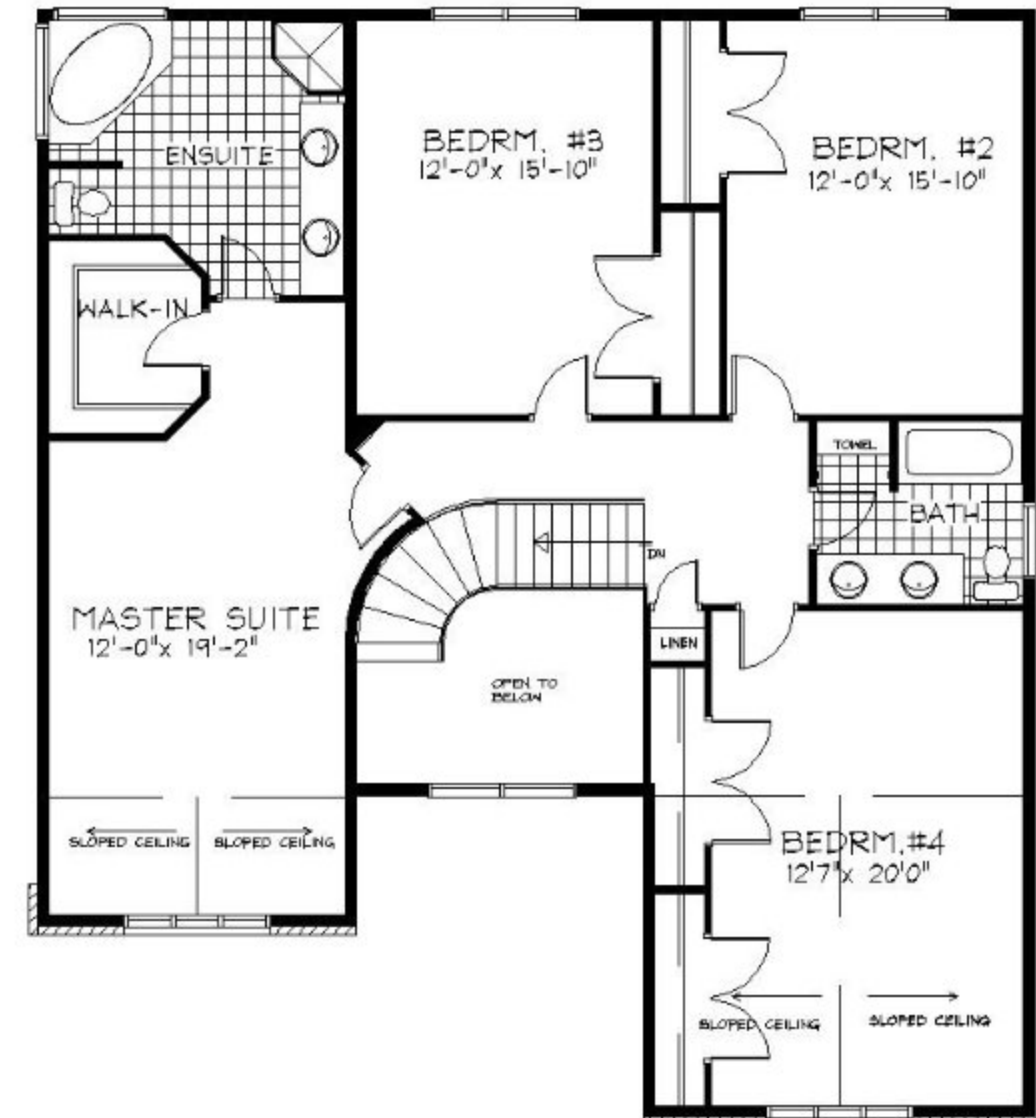 ENSUITE
BEDRM. #3
12'-0"x 15'-10"
BEDRM. #2
12'-0"x 15'-10"
WALK-IN
TOWEL
BATH
DN
MASTER SUITE
12'-0"x 19'-2"
LINEN
OPEN TO
BELOW
SLOPED CEILING
SLOPED CEILING
BEDRM.#4
12'7"x 20'0"
SLOPED CEILING
SLOPED CEILING